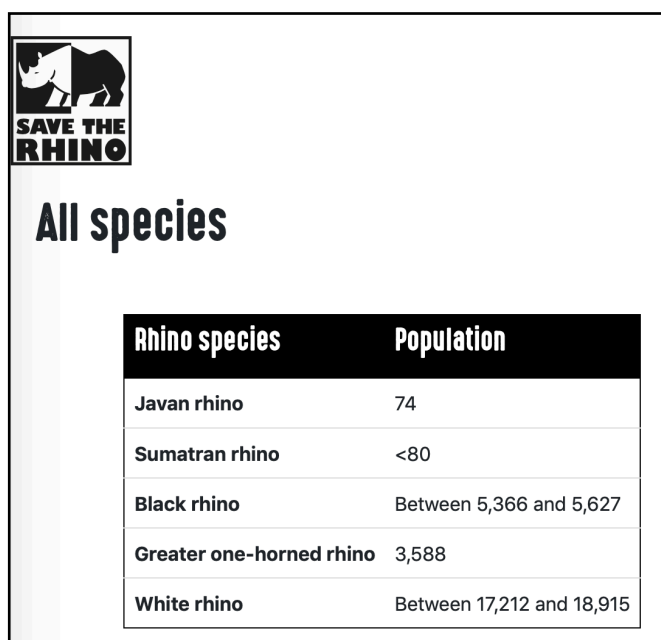 SAVE THE
RHINO
All species
Rhino species Population
Javan rhino 74
Sumatran rhino <80
Black rhino Between 5,366 and 5,627
Greater one-horned rhino 3,588
White rhino Between 17,212 and 18,915